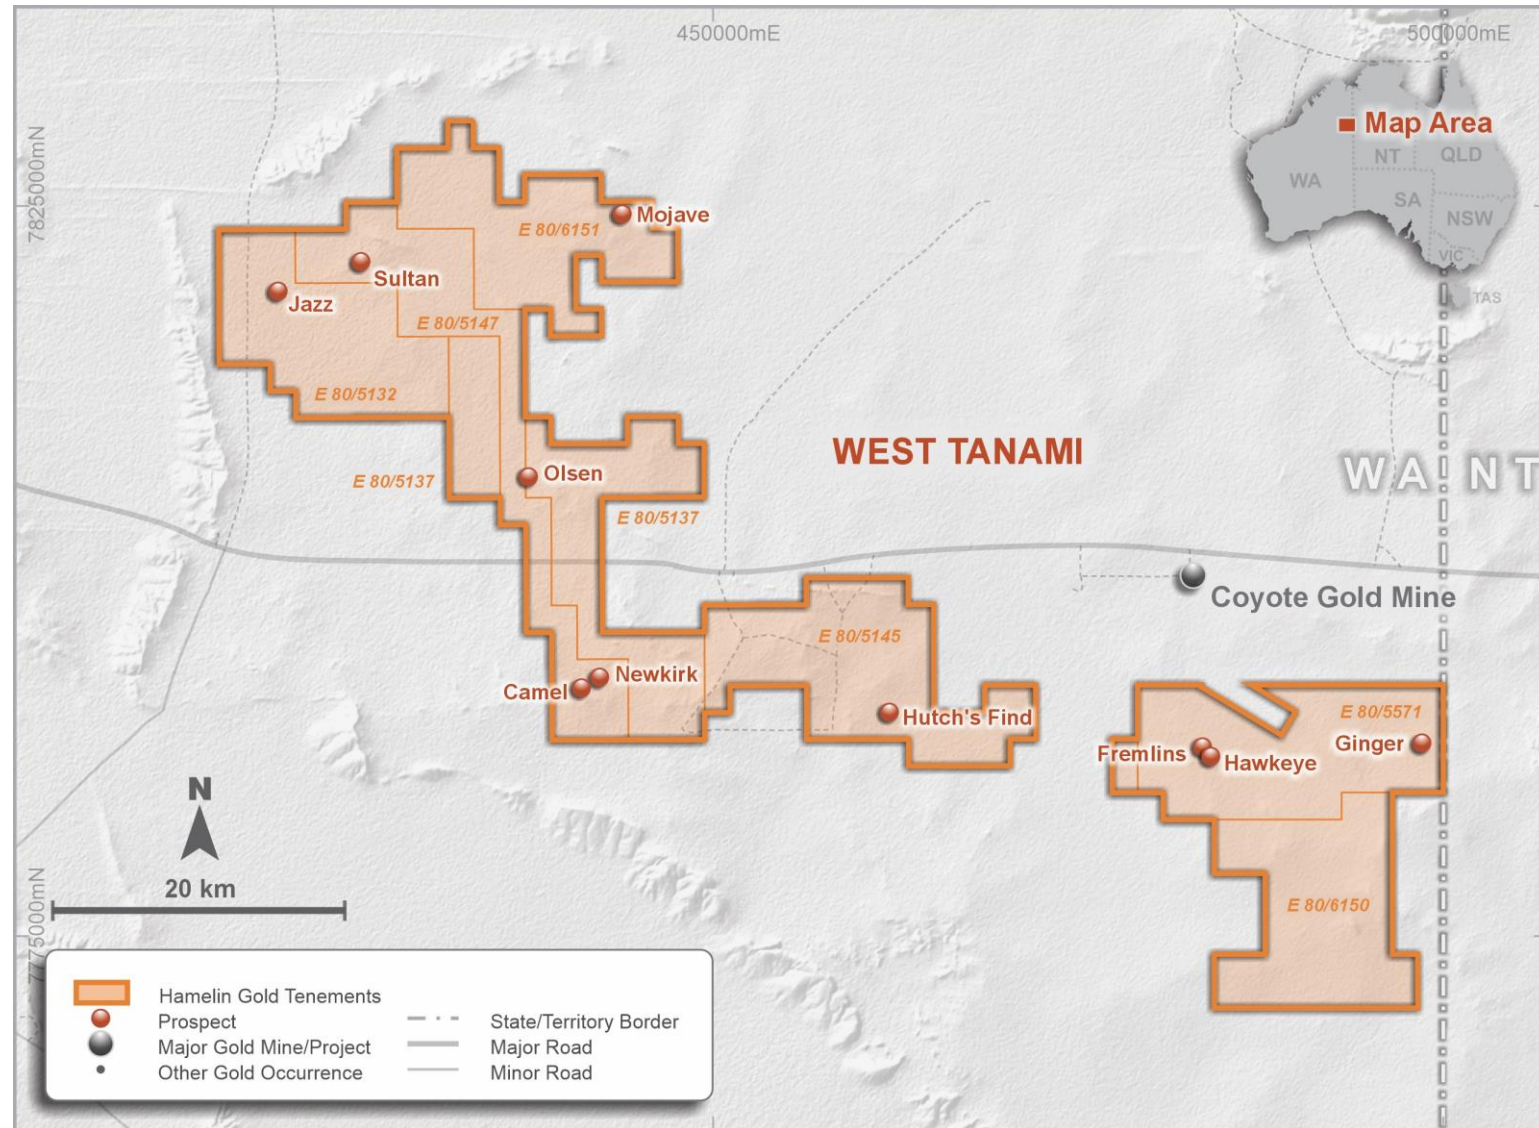 450000mE
500000mE
7825000mN
7775000mN
Map Area
WA
NT
QLD
SA
NSW
VIC
TAS
E 80/6151
Mojave
Sultan
Jazz
E 80/5147
E 80/5132
WEST TANAMI
WA NT
Olsen
E 80/5137
E 80/5137
Coyote Gold Mine
E 80/5145
Newkirk
Camel
Hutch's Find
E 80/5571
Ginger
Fremlins
Hawkeye
E 80/6150
N
20 km
Hamelin Gold Tenements
Prospect
Major Gold Mine/Project
Other Gold Occurrence
State/Territory Border
Major Road
Minor Road